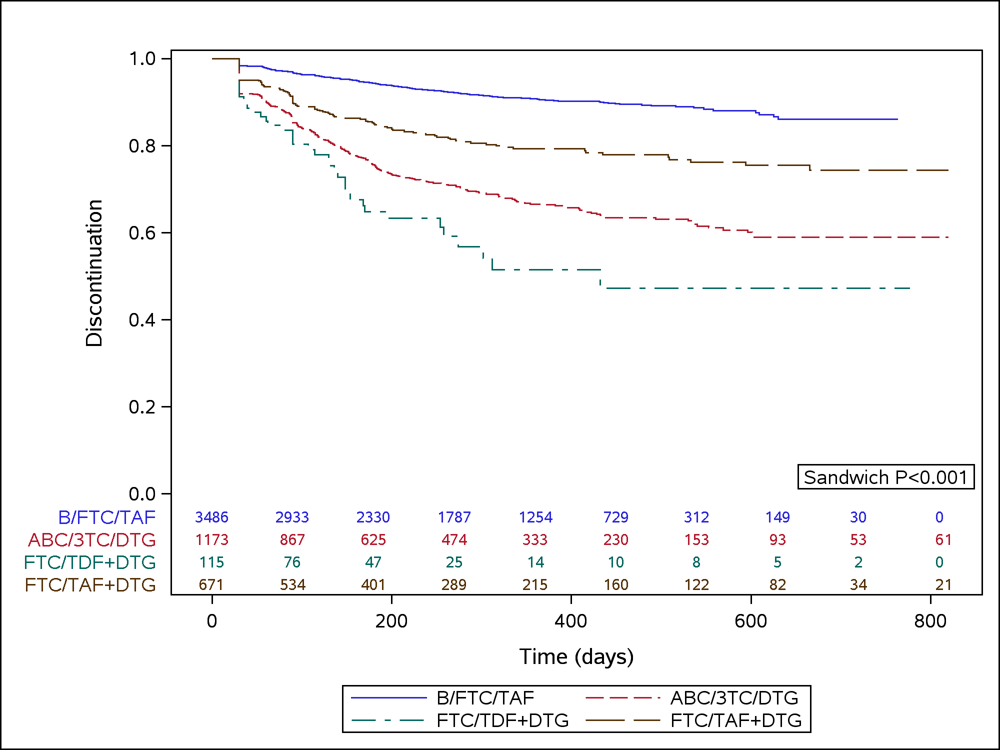 1.0
0.8
0.6
0.4
0.2
0.0
Discontinuation
Sandwich P<0.001
B/FTC/TAF 3486 2933 2330 1787 1254 729 312 149 30 0
ABC/3TC/DTG 1173 867 625 474 333 230 153 93 53 61
FTC/TDF+DTG 115 76 47 25 14 10 8 5 2 0
FTC/TAF+DTG 671 534 401 289 215 160 122 82 34 21
0 200 400 600 800
Time (days)
B/FTC/TAF ABC/3TC/DTG
FTC/TDF+DTG FTC/TAF+DTG